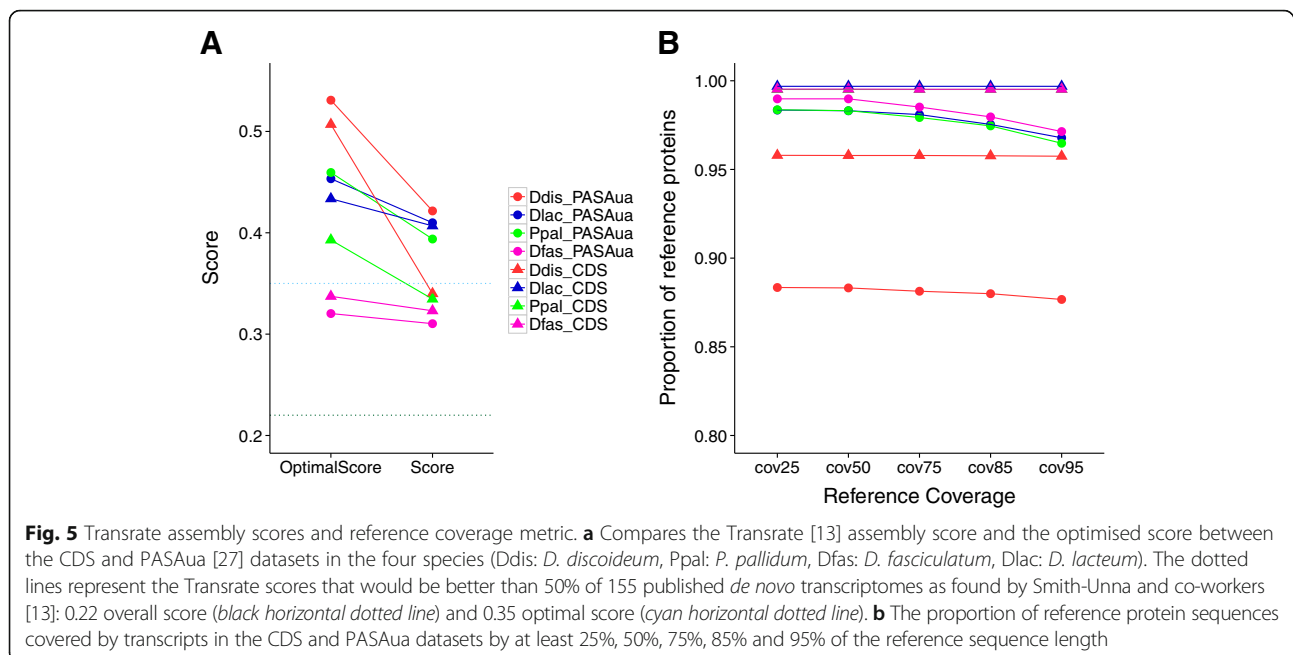 A
B
0.5
0.4
0.3
0.2
Score
OptimalScore
Score
Ddis_PASAua
Dlac_PASAua
Ppal_PASAua
Dfas_PASAua
Ddis_CDS
Dlac_CDS
Ppal_CDS
Dfas_CDS
1.00
0.95
0.90
0.85
0.80
Proportion of reference proteins
cov25
cov50
cov75
cov85
cov95
Reference Coverage
Fig. 5 Transrate assembly scores and reference coverage metric. a Compares the Transrate [13] assembly score and the optimised score between
the CDS and PASAua [27] datasets in the four species (Ddis: D. discoideum, Ppal: P. pallidum, Dfas: D. fasciculatum, Dlac: D. lacteum). The dotted
lines represent the Transrate scores that would be better than 50% of 155 published de novo transcriptomes as found by Smith-Unna and co-workers
[13]: 0.22 overall score (black horizontal dotted line) and 0.35 optimal score (cyan horizontal dotted line). b The proportion of reference protein sequences
covered by transcripts in the CDS and PASAua datasets by at least 25%, 50%, 75%, 85% and 95% of the reference sequence length